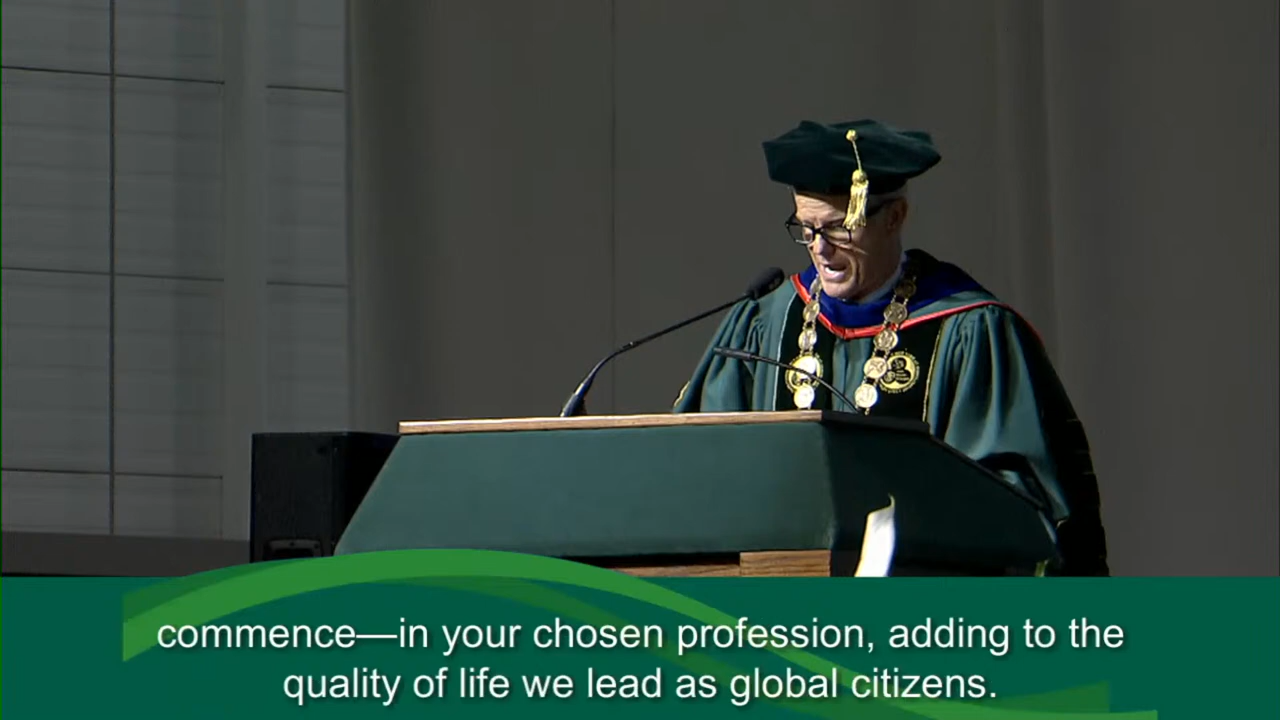 commence—in your chosen profession, adding to the
quality of life we lead as global citizens.